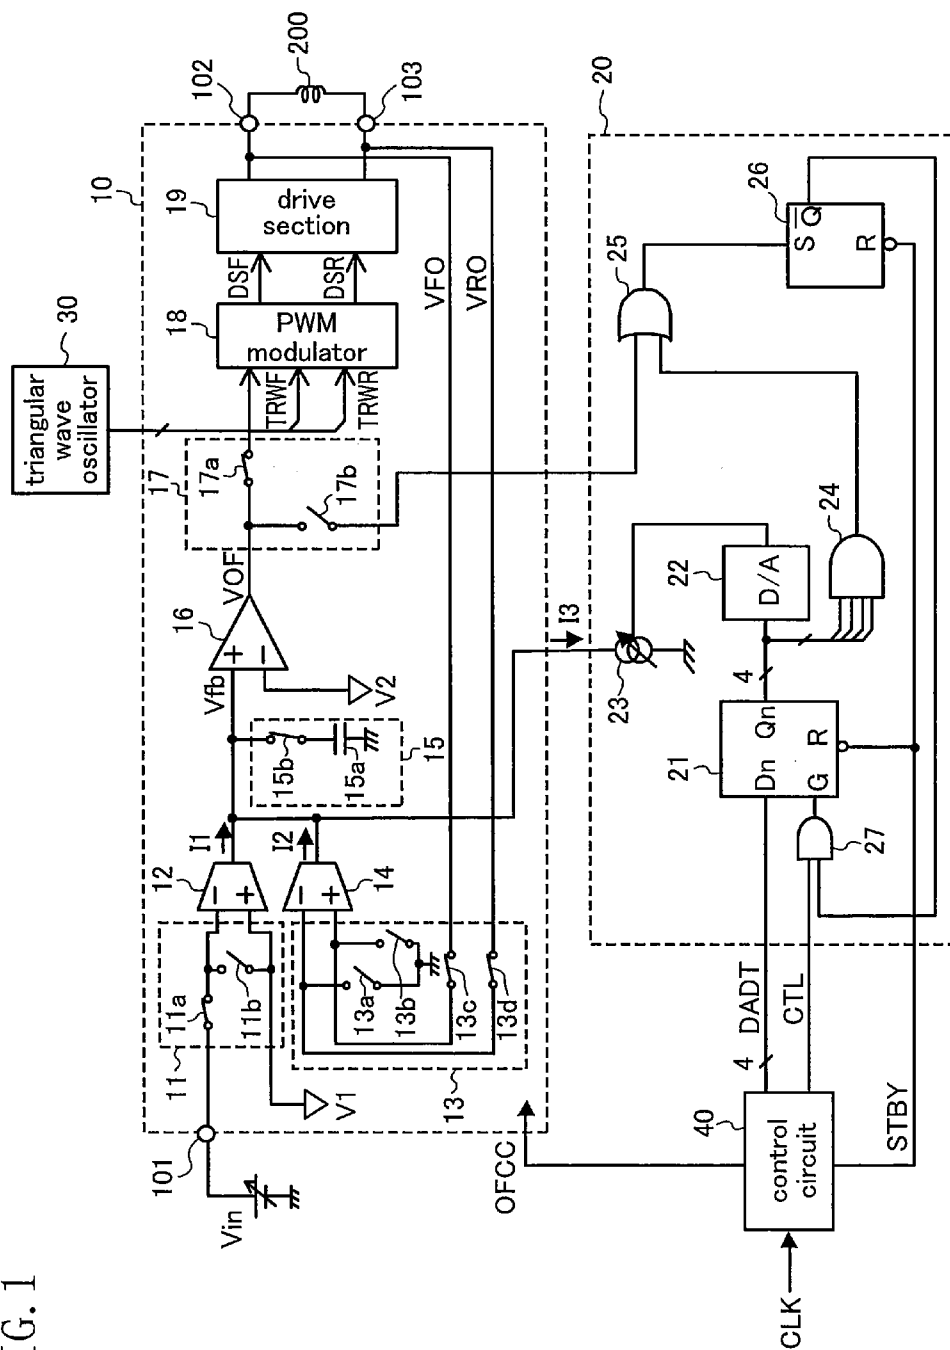 FIG. 1
triangular
wave
oscillator
30
10
102
200
103
18
PWM
modulator
19
drive
section
DSF
DSR
TRWF
TRWR
17
17a
17b
VFO
VRO
VOF
16
Vfb
V2
15
15b
15a
I1
I2
12
14
11
11a
11b
13
13a
13b
13c
13d
V1
101
Vin
I3
20
25
26
S
Q
R
24
22
D/A
23
4
21
Dn
Qn
G
R
27
DADT
4
CTL
40
control
circuit
OFCC
STBY
CLK